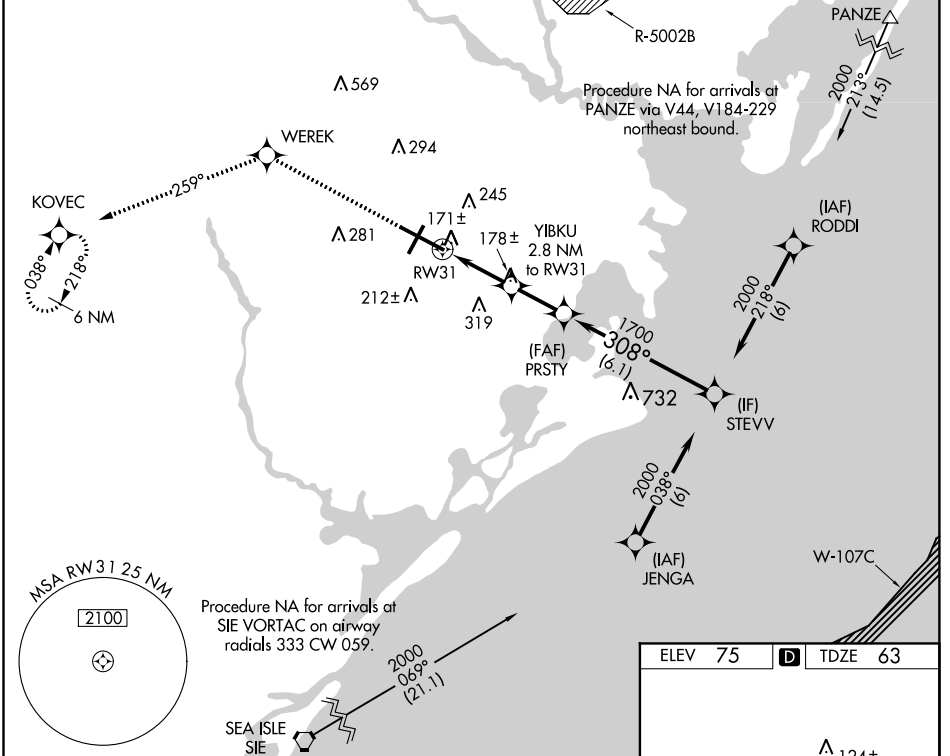 PANZE
R-5002B
2000
213°
(14.5)
569
Procedure NA for arrivals at
PANZE via V44, V184-229
northeast bound.
WEREK
294
259°
KOVEC
245
(IAF)
RODDI
171±
281
178±
YIBKU
2.8 NM
to RW31
RW31
038°
218°
6 NM
212±
319
2000
218°
(6)
1700
308°
(6.1)
(FAF)
PRSTY
732
(IF)
STEVV
2000
038°
(6)
(IAF)
JENGA
W-107C
MSA RW31 25 NM
2100
Procedure NA for arrivals at
SIE VORTAC on airway
radials 333 CW 059.
2000
069°
(21.1)
SEA ISLE
SIE
ELEV 75 D TDZE 63
124±